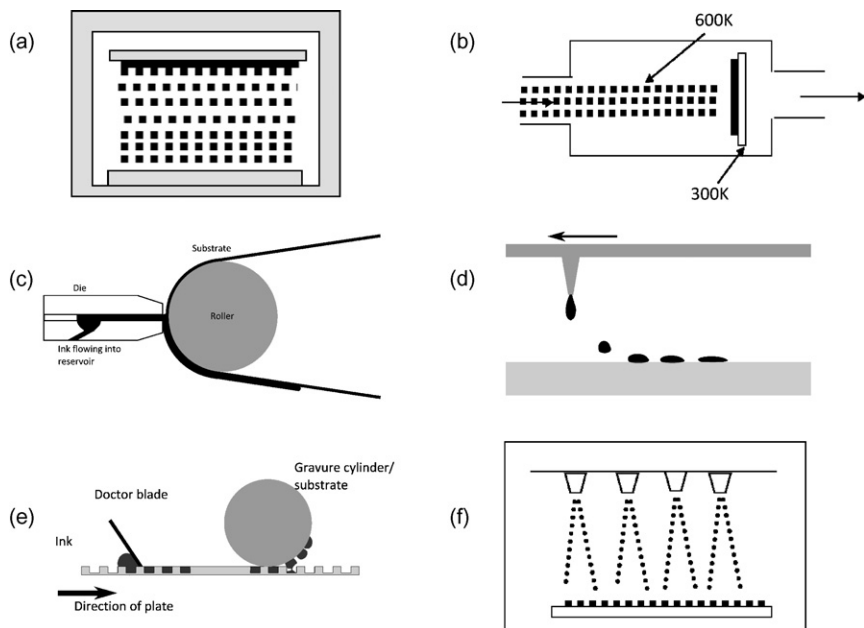 (a)
(b)
600K
300K
(c)
Substrate
Die
Roller
Ink flowing into
reservoir
(d)
(e)
Gravure cylinder/
substrate
Doctor blade
Ink
Direction of plate
(f)